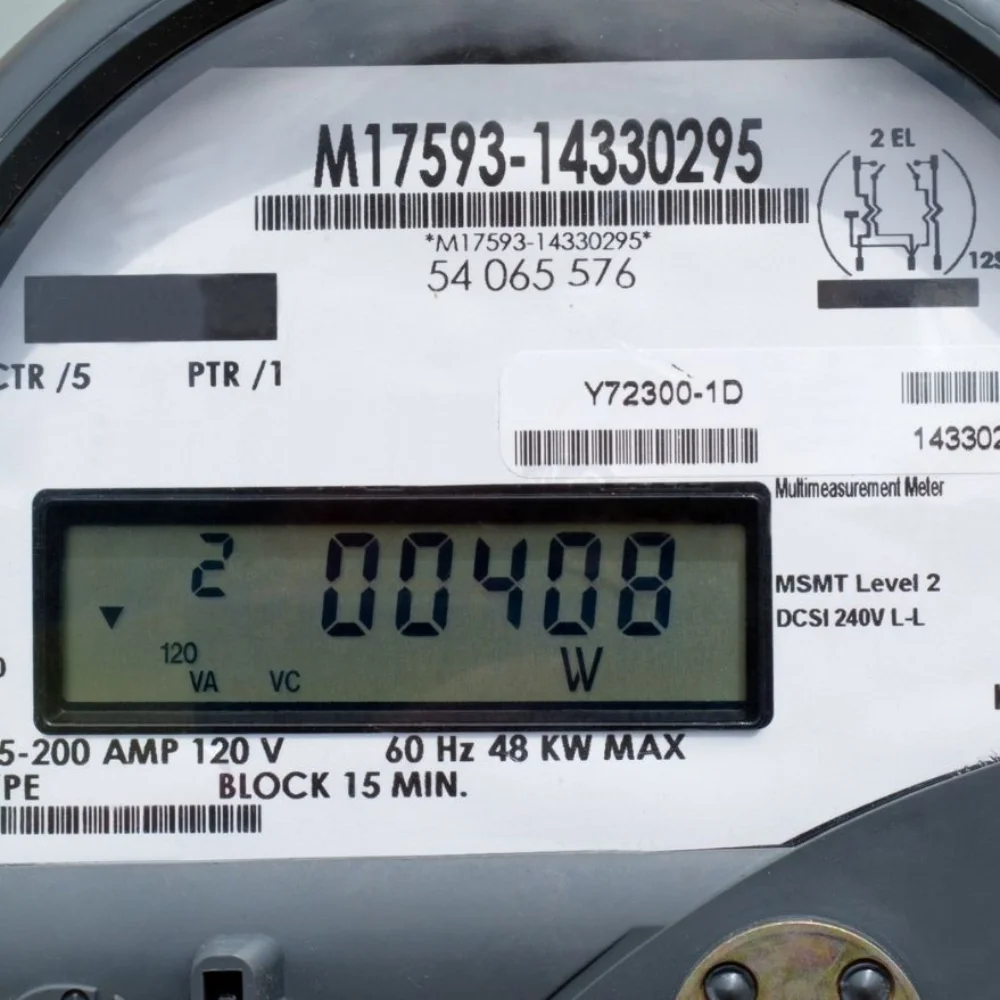 M17593-14330295
2 EL
*M17593-14330295*
54 065 576
12S
CTR /5
PTR /1
Y72300-1D
143302
Multimeasurement Meter
2 00408
120
VA VC W
MSMT Level 2
DCSI 240V L-L
5-200 AMP 120 V 60 Hz 48 KW MAX
PE BLOCK 15 MIN.